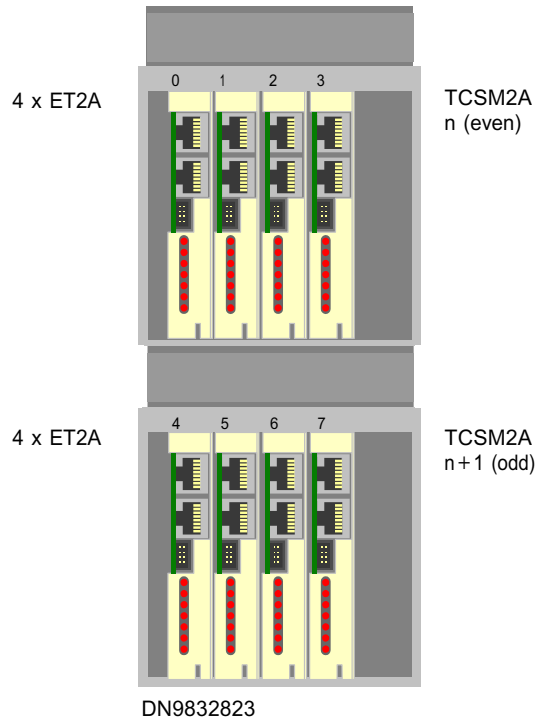 0 1 2 3
4 x ET2A
TCSM2A
n (even)
4 5 6 7
4 x ET2A
TCSM2A
n+1 (odd)
DN9832823